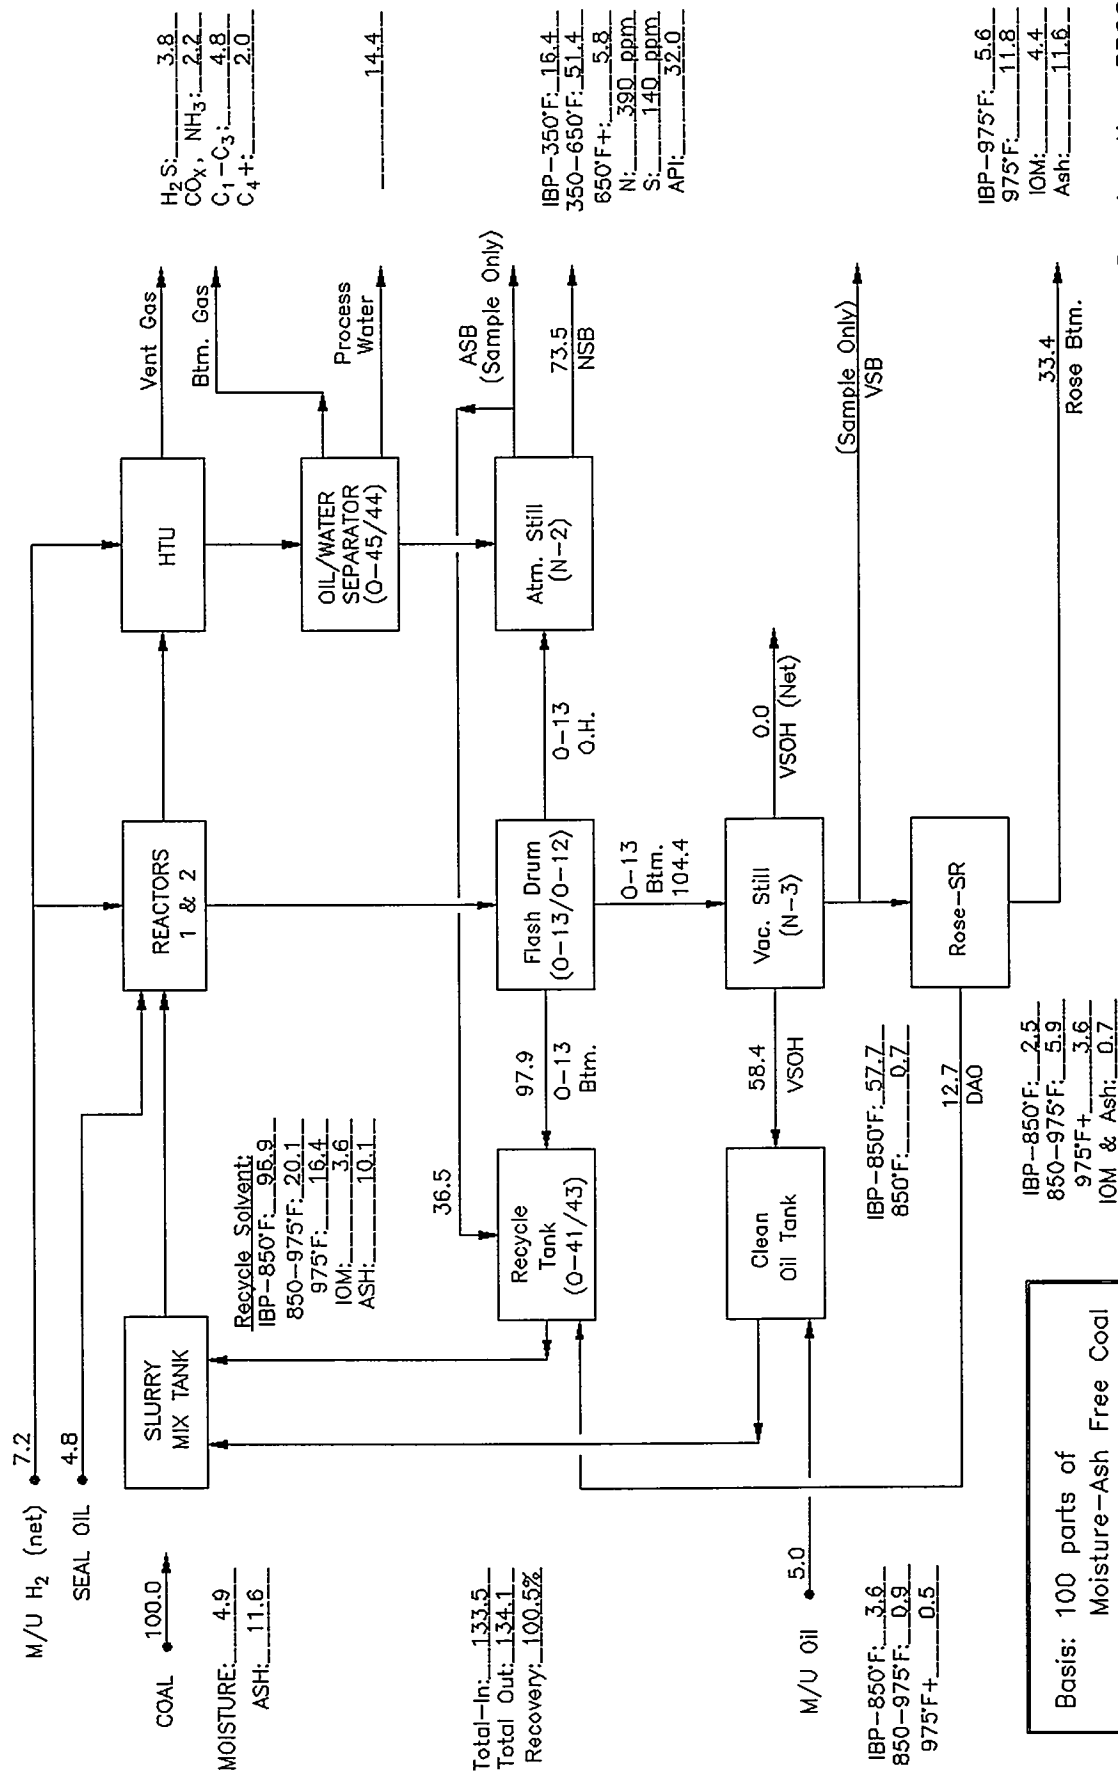 M/U H2 (net)
7.2
SEAL OIL
4.8
COAL
100.0
MOISTURE: 4.9
ASH: 11.6
SLURRY
MIX TANK
REACTORS
1 & 2
HTU
Vent Gas
H2S: 3.8
COx, NH3: 2.2
C1-C3: 4.8
C4+: 2.0
Btm. Gas
OIL/WATER
SEPARATOR
(O-45/44)
Process
Water
14.4
Recycle Solvent:
IBP-850°F: 96.9
850-975°F: 20.1
975°F: 16.4
IOM: 3.6
ASH: 10.1
36.5
ASB
(Sample Only)
Total-In: 133.5
Total Out: 134.1
Recovery: 100.5%
Recycle
Tank
(O-41/43)
97.9
O-13
Btm.
Flash Drum
(O-13/O-12)
O-13
O.H.
Atm. Still
(N-2)
73.5
NSB
IBP-350°F: 16.4
350-650°F: 51.4
650°F+: 5.8
N: 390 ppm
S: 140 ppm
API: 32.0
O-13
Btm.
104.4
Clean
Oil Tank
58.4
VSOH
Vac. Still
(N-3)
0.0
VSOH (Net)
M/U Oil
5.0
IBP-850°F: 3.6
850-975°F: 0.9
975°F+ 0.5
IBP-850°F: 57.7
850°F: 0.7
(Sample Only)
VSB
Rose-SR
12.7
DAO
IBP-850°F: 2.5
850-975°F: 5.9
975°F+ 3.6
IOM & Ash: 0.7
33.4
Rose Btm.
IBP-975°F: 5.6
975°F: 11.8
IOM: 4.4
Ash: 11.6
Basis: 100 parts of
Moisture-Ash Free Coal